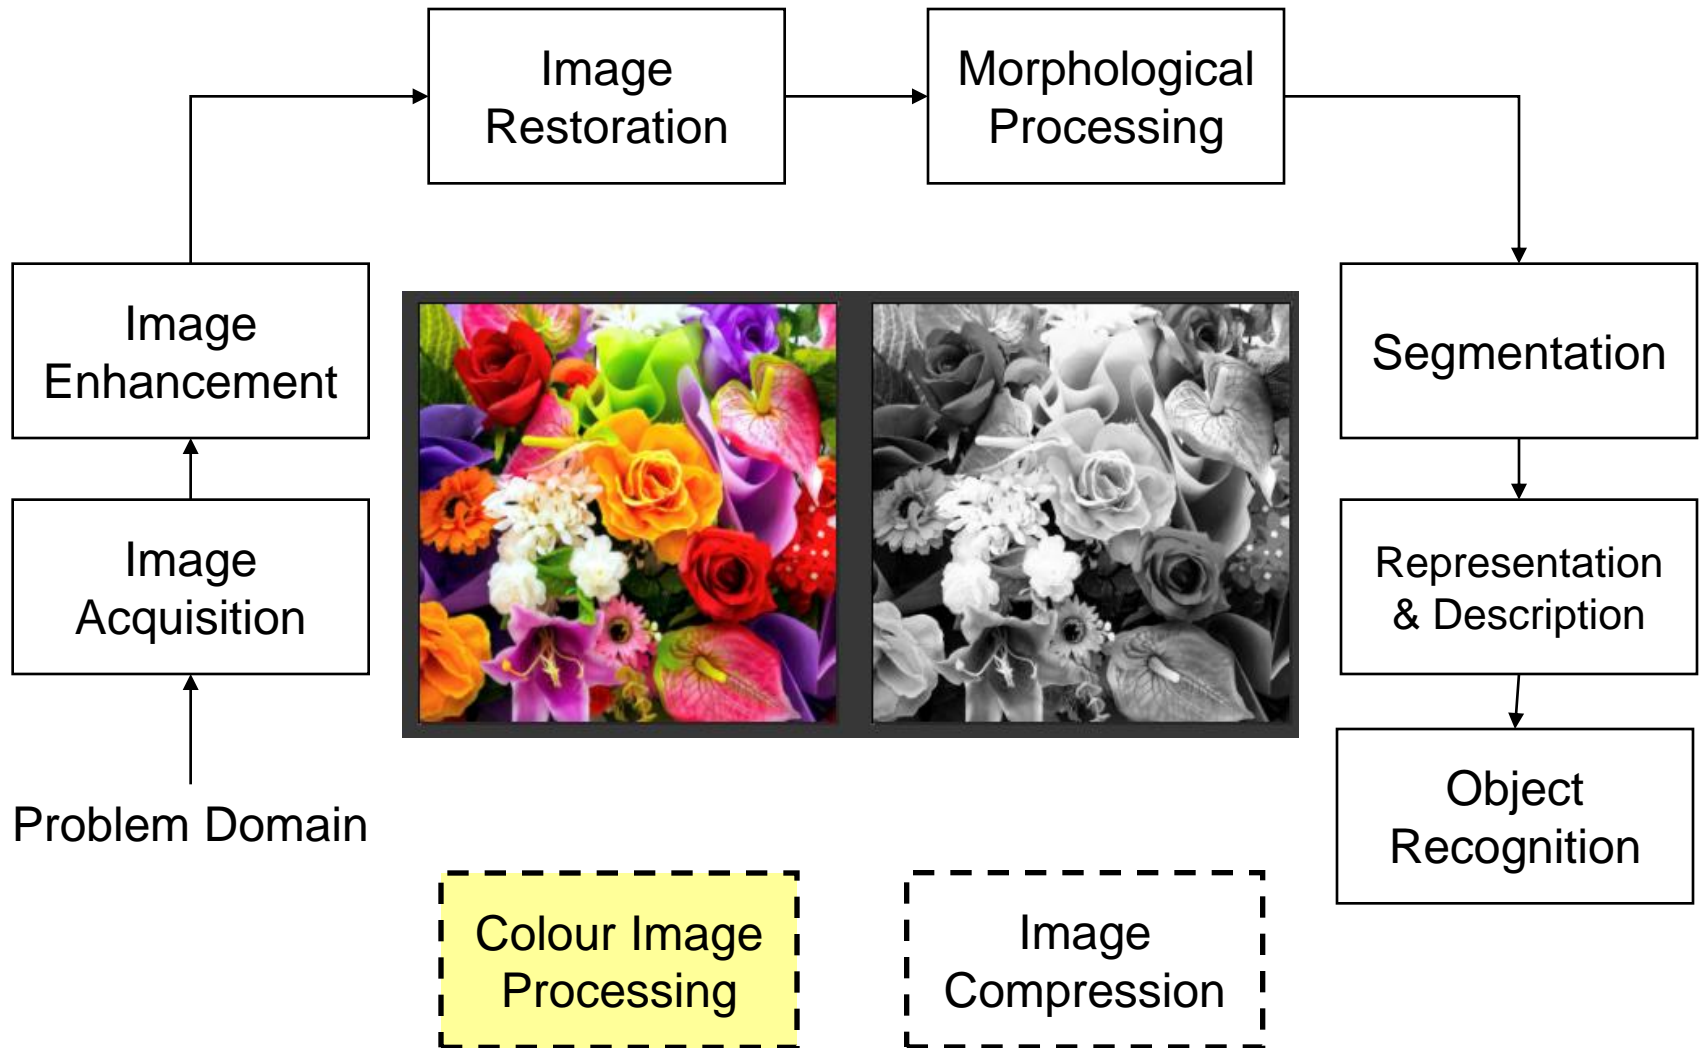 Image
Restoration
Morphological
Processing
Image
Enhancement
Segmentation
Image
Acquisition
Representation
& Description
Problem Domain
Object
Recognition
Colour Image
Processing
Image
Compression